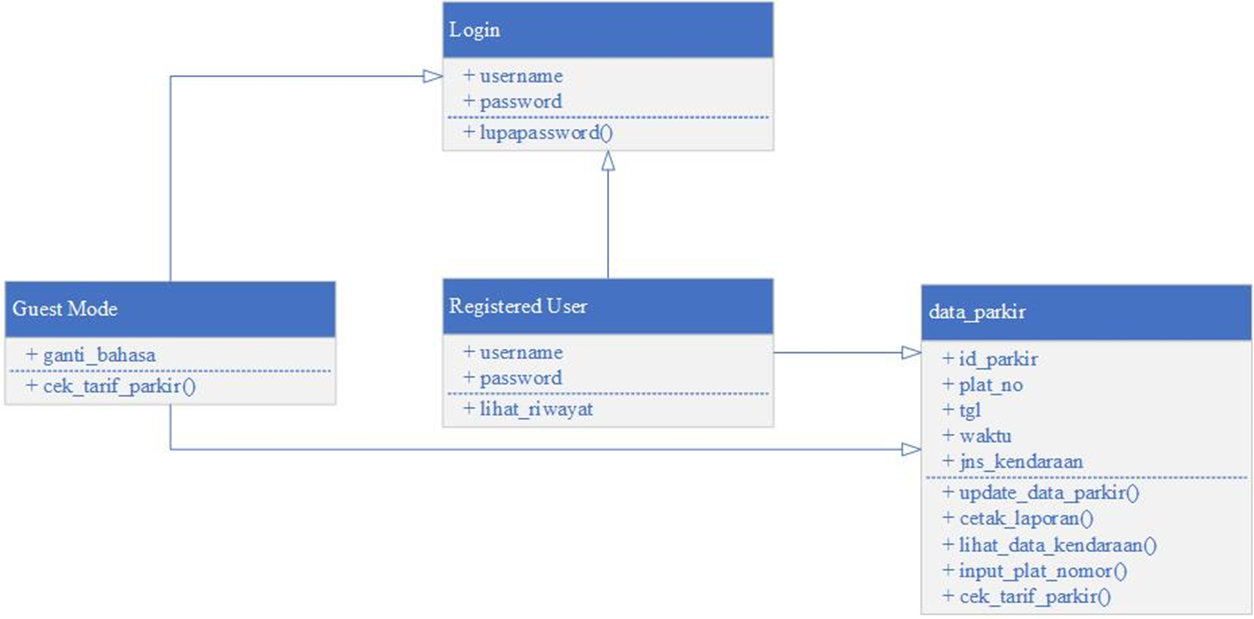 Login
+ username
+ password
+ lupapassword()
Guest Mode
+ ganti_bahasa
+ cek_tarif_parkir()
Registered User
+ username
+ password
+ lihat_riwayat
data_parkir
+ id_parkir
+ plat_no
+ tgl
+ waktu
+ jns_kendaraan
+ update_data_parkir()
+ cetak_laporan()
+ lihat_data_kendaraan()
+ input_plat_nomor()
+ cek_tarif_parkir()